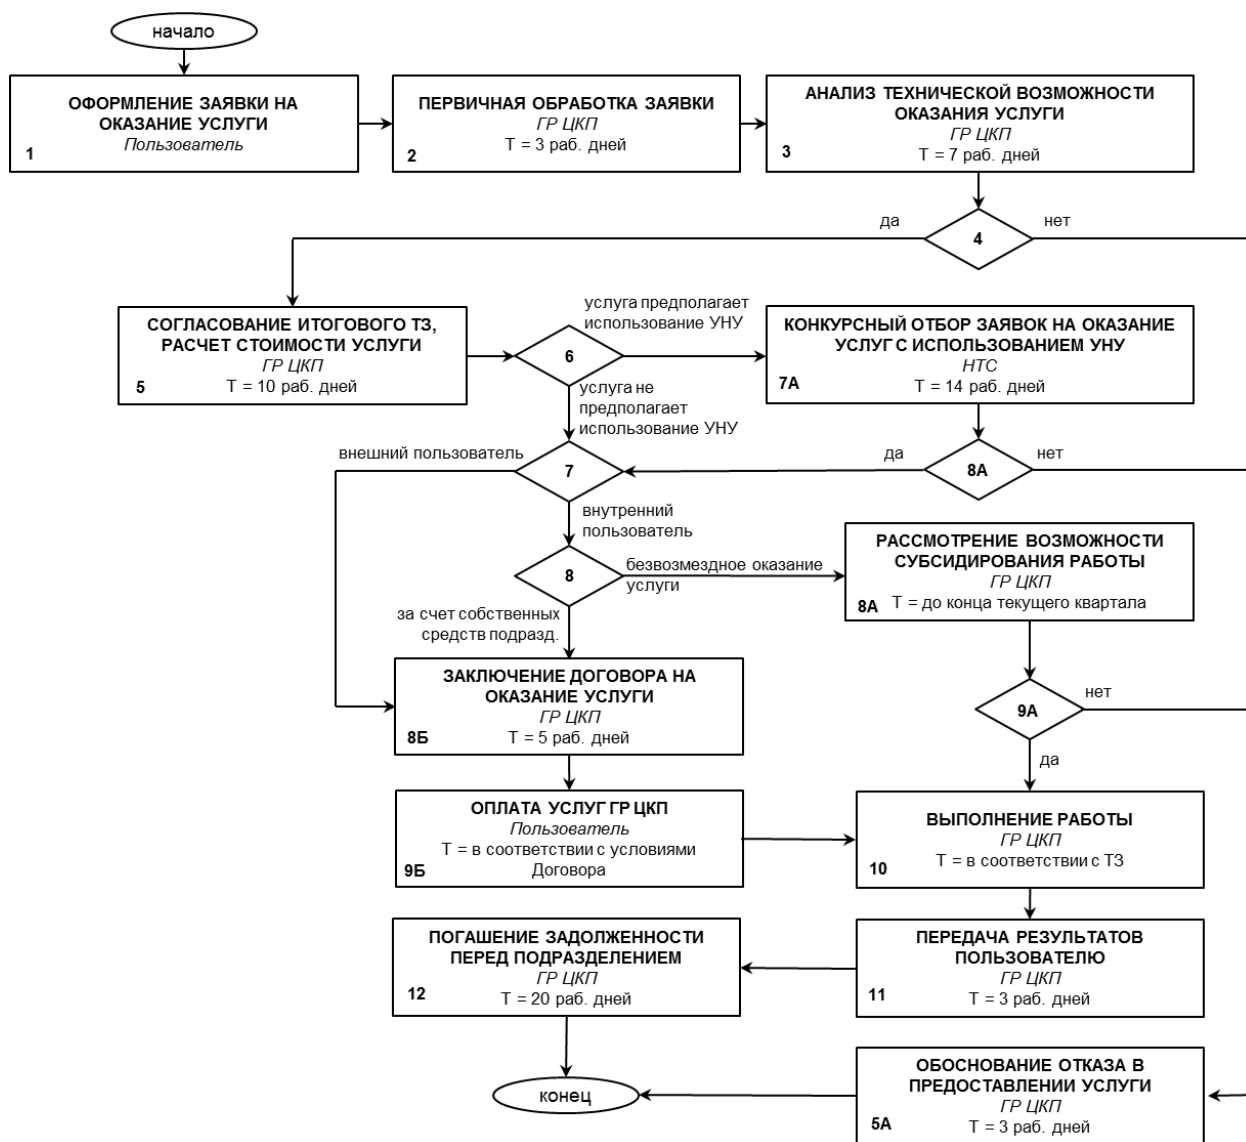 начало
ОФОРМЛЕНИЕ ЗАЯВКИ НА
ОКАЗАНИЕ УСЛУГИ
Пользователь
1
ПЕРВИЧНАЯ ОБРАБОТКА ЗАЯВКИ
ГР ЦКП
Т = 3 раб. дней
2
АНАЛИЗ ТЕХНИЧЕСКОЙ ВОЗМОЖНОСТИ
ОКАЗАНИЯ УСЛУГИ
ГР ЦКП
Т = 7 раб. дней
3
да
4
нет
СОГЛАСОВАНИЕ ИТОГОВОГО ТЗ,
РАСЧЕТ СТОИМОСТИ УСЛУГИ
ГР ЦКП
Т = 10 раб. дней
5
6
услуга предполагает
использование УНУ
КОНКУРСНЫЙ ОТБОР ЗАЯВОК НА ОКАЗАНИЕ
УСЛУГ С ИСПОЛЬЗОВАНИЕМ УНУ
НТС
Т = 14 раб. дней
7А
услуга не
предполагает
использование УНУ
внешний пользователь
7
да
8А
нет
внутренний
пользователь
8
безвозмездное оказание
услуги
РАССМОТРЕНИЕ ВОЗМОЖНОСТИ
СУБСИДИРОВАНИЯ РАБОТЫ
ГР ЦКП
Т = до конца текущего квартала
8А
за счет собственных
средств подразд.
ЗАКЛЮЧЕНИЕ ДОГОВОРА НА
ОКАЗАНИЕ УСЛУГИ
ГР ЦКП
Т = 5 раб. дней
8Б
9А
нет
да
ОПЛАТА УСЛУГ ГР ЦКП
Пользователь
Т = в соответствии с условиями
Договора
9Б
ВЫПОЛНЕНИЕ РАБОТЫ
ГР ЦКП
Т = в соответствии с ТЗ
10
ПОГАШЕНИЕ ЗАДОЛЖЕННОСТИ
ПЕРЕД ПОДРАЗДЕЛЕНИЕМ
ГР ЦКП
Т = 20 раб. дней
12
ПЕРЕДАЧА РЕЗУЛЬТАТОВ
ПОЛЬЗОВАТЕЛЮ
ГР ЦКП
Т = 3 раб. дней
11
конец
ОБОСНОВАНИЕ ОТКАЗА В
ПРЕДОСТАВЛЕНИИ УСЛУГИ
ГР ЦКП
Т = 3 раб. дней
5А